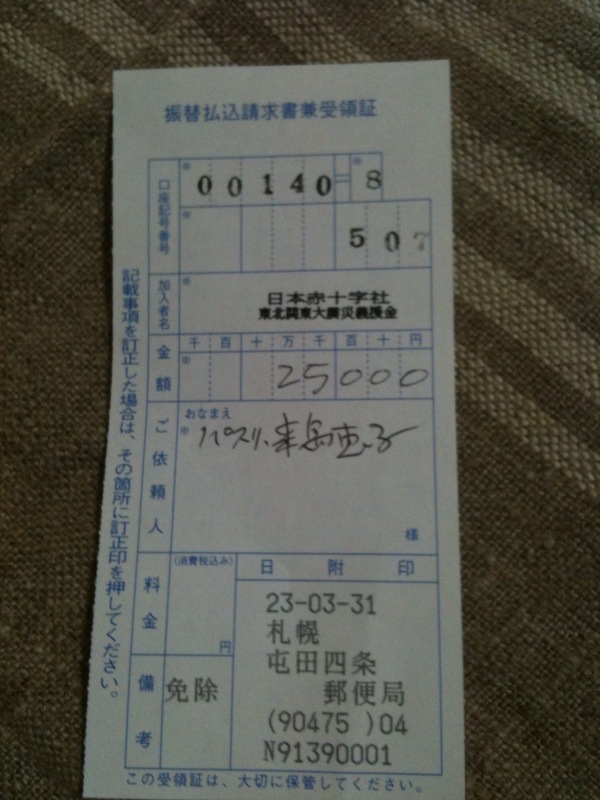 振替払込請求書兼受領証
口座記号番号
※
00140=※8
※
507
加入者名
※
日本赤十字社
東北関東大震災義援金
金額
千百十万千百十円
※
25000
ご依頼人
おなまえ
※
様
料金
(消費税込み)
円
備考
免除
日附印
23-03-31
札幌
屯田四条
郵便局
(90475 )04
N91390001
記載事項を訂正した場合は、その箇所に訂正印を押してください。
この受領証は、大切に保管してください。